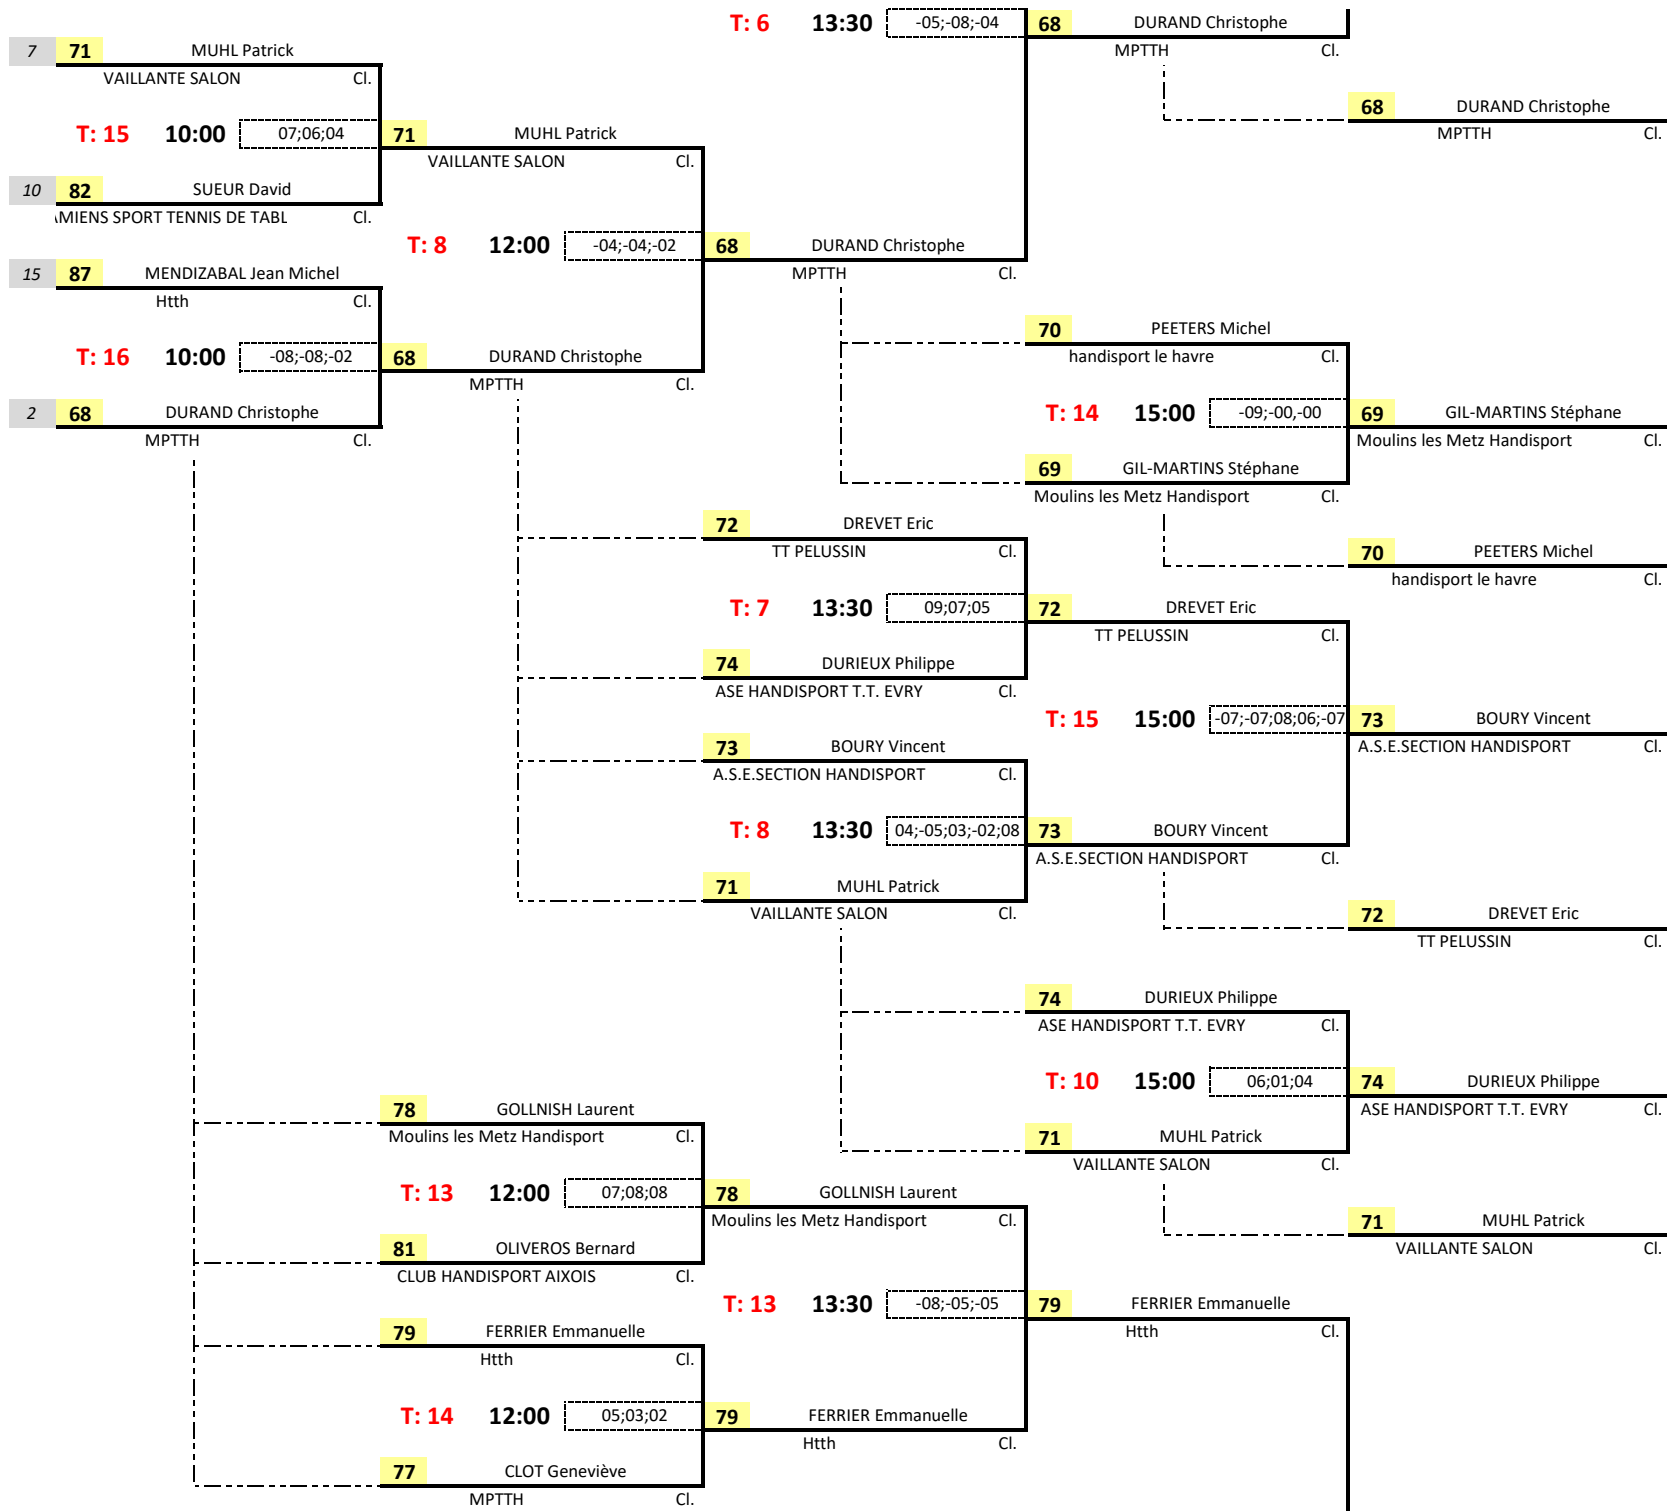 T: 6 13:30 -05;-08;-04 68 DURAND Christophe
MPTTH
7 71 MUHL Patrick
VAILLANTE SALON Cl.
Cl.
68 DURAND Christophe
MPTTH Cl.
T: 15 10:00 07;06;04 71 MUHL Patrick
VAILLANTE SALON Cl.
10 82 SUEUR David
AMIENS SPORT TENNIS DE TABL Cl.
T: 8 12:00 -04;-04;-02 68 DURAND Christophe
MPTTH Cl.
15 87 MENDIZABAL Jean Michel
Htth Cl.
70 PEETERS Michel
handisport le havre Cl.
T: 16 10:00 -08;-08;-02 68 DURAND Christophe
MPTTH Cl.
2 68 DURAND Christophe
MPTTH Cl.
T: 14 15:00 -09;-00,-00 69 GIL-MARTINS Stéphane
Moulins les Metz Handisport Cl.
69 GIL-MARTINS Stéphane
Moulins les Metz Handisport Cl.
72 DREVET Eric
TT PELUSSIN Cl.
70 PEETERS Michel
handisport le havre Cl.
T: 7 13:30 09;07;05 72 DREVET Eric
TT PELUSSIN Cl.
74 DURIEUX Philippe
ASE HANDISPORT T.T. EVRY Cl.
T: 15 15:00 -07;-07;08;06;-07 73 BOURY Vincent
A.S.E.SECTION HANDISPORT Cl.
73 BOURY Vincent
A.S.E.SECTION HANDISPORT Cl.
T: 8 13:30 04;-05;03;-02;08 73 BOURY Vincent
A.S.E.SECTION HANDISPORT Cl.
71 MUHL Patrick
VAILLANTE SALON Cl.
72 DREVET Eric
TT PELUSSIN Cl.
74 DURIEUX Philippe
ASE HANDISPORT T.T. EVRY Cl.
T: 10 15:00 06;01;04 74 DURIEUX Philippe
ASE HANDISPORT T.T. EVRY Cl.
78 GOLLNISH Laurent
Moulins les Metz Handisport Cl.
71 MUHL Patrick
VAILLANTE SALON Cl.
T: 13 12:00 07;08;08 78 GOLLNISH Laurent
Moulins les Metz Handisport Cl.
71 MUHL Patrick
VAILLANTE SALON Cl.
81 OLIVEROS Bernard
CLUB HANDISPORT AIXOIS Cl.
T: 13 13:30 -08;-05;-05 79 FERRIER Emmanuelle
Htth Cl.
79 FERRIER Emmanuelle
Htth Cl.
T: 14 12:00 05;03;02 79 FERRIER Emmanuelle
Htth Cl.
77 CLOT Geneviève
MPTTH Cl.